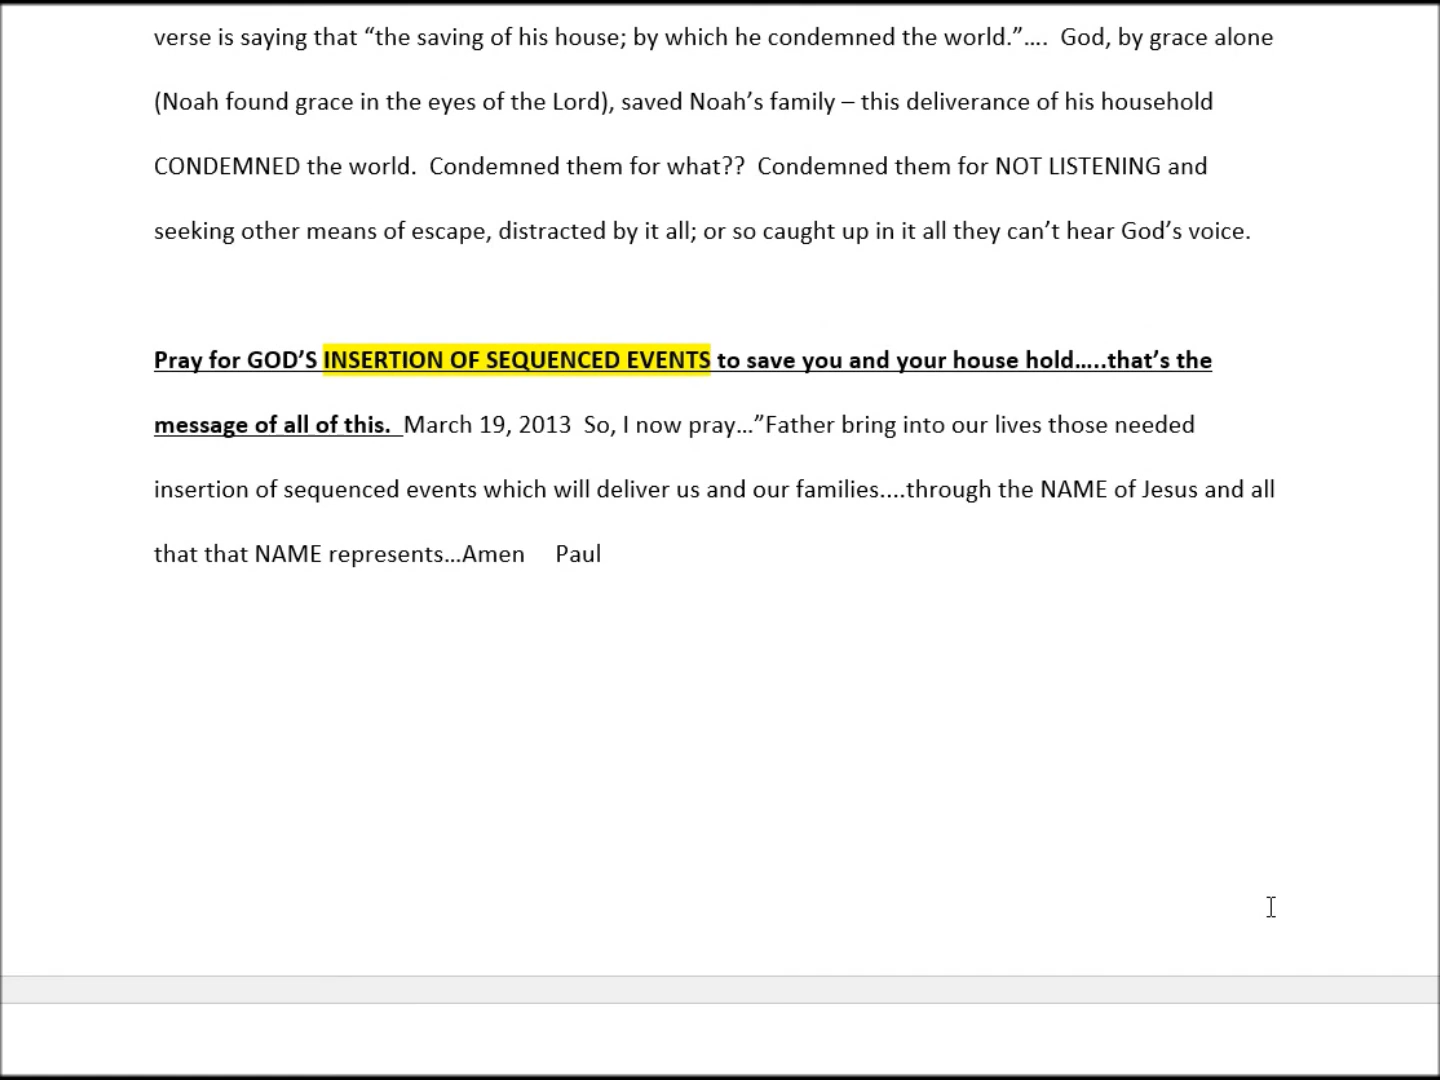 verse is saying that “the saving of his house; by which he condemned the world.”….  God, by grace alone
(Noah found grace in the eyes of the Lord), saved Noah’s family – this deliverance of his household
CONDEMNED the world.  Condemned them for what??  Condemned them for NOT LISTENING and
seeking other means of escape, distracted by it all; or so caught up in it all they can’t hear God’s voice.
Pray for GOD’S INSERTION OF SEQUENCED EVENTS to save you and your house hold…..that’s the
message of all of this.  March 19, 2013  So, I now pray…”Father bring into our lives those needed
insertion of sequenced events which will deliver us and our families….through the NAME of Jesus and all
that that NAME represents…Amen     Paul